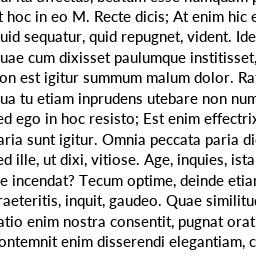 t hoc in eo M. Recte dicis; At enim hic e
uid sequatur, quid repugnet, vident. Ide
uae cum dixisset paulumque institisset,
on est igitur summum malum dolor. Ra
ua tu etiam inprudens utebare non num
ed ego in hoc resisto; Est enim effectrix
aria sunt igitur. Omnia peccata paria di
ed ille, ut dixi, vitiose. Age, inquies, ista
e incendat? Tecum optime, deinde etian
raeteritis, inquit, gaudeo. Quae similitu
atio enim nostra consentit, pugnat orat
ontemnit enim disserendi elegantiam, c